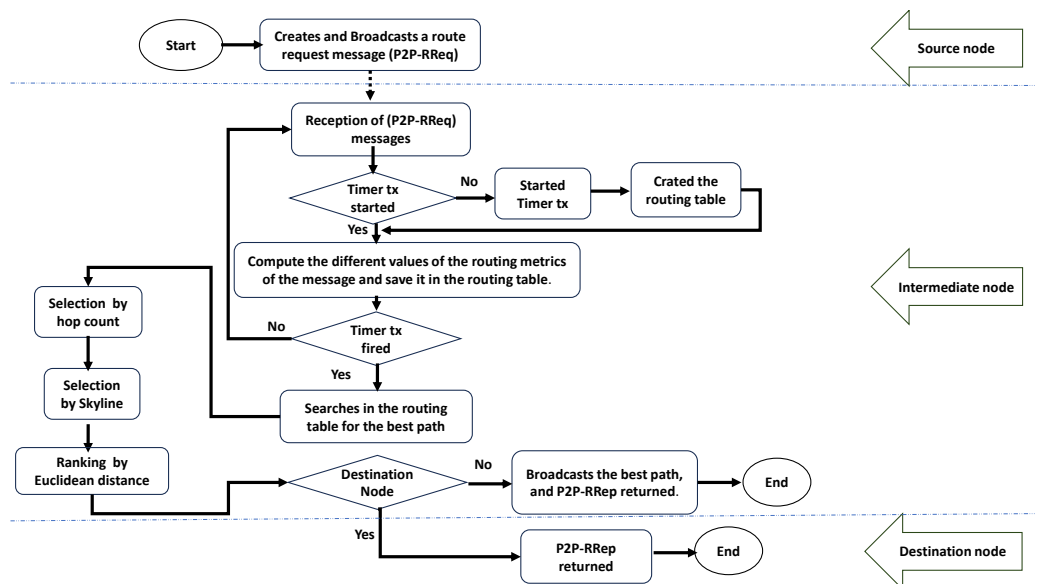 Start
Creates and Broadcasts a route
request message (P2P-RReq)
Source node
Reception of (P2P-RReq)
messages
Timer tx
started
No
Started
Timer tx
Crated the
routing table
Yes
Compute the different values of the routing metrics
of the message and save it in the routing table.
Intermediate node
Selection by
hop count
No
Timer tx
fired
Yes
Selection
by Skyline
Searches in the routing
table for the best path
Ranking by
Euclidean distance
Destination
Node
No
Broadcasts the best path,
and P2P-RRep returned.
End
Yes
P2P-RRep
returned
End
Destination node